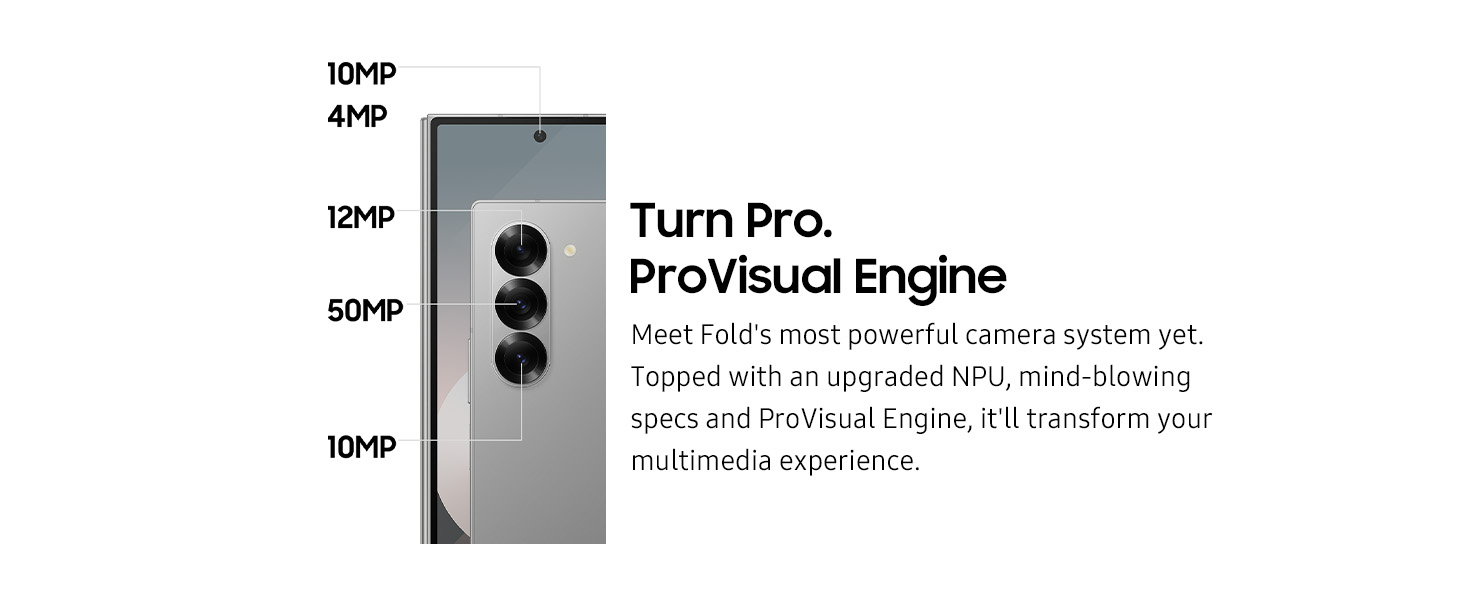 10MP
4MP
12MP
50MP
10MP
Turn Pro.
ProVisual Engine
Meet Fold's most powerful camera system yet.
Topped with an upgraded NPU, mind-blowing
specs and ProVisual Engine, it'll transform your
multimedia experience.